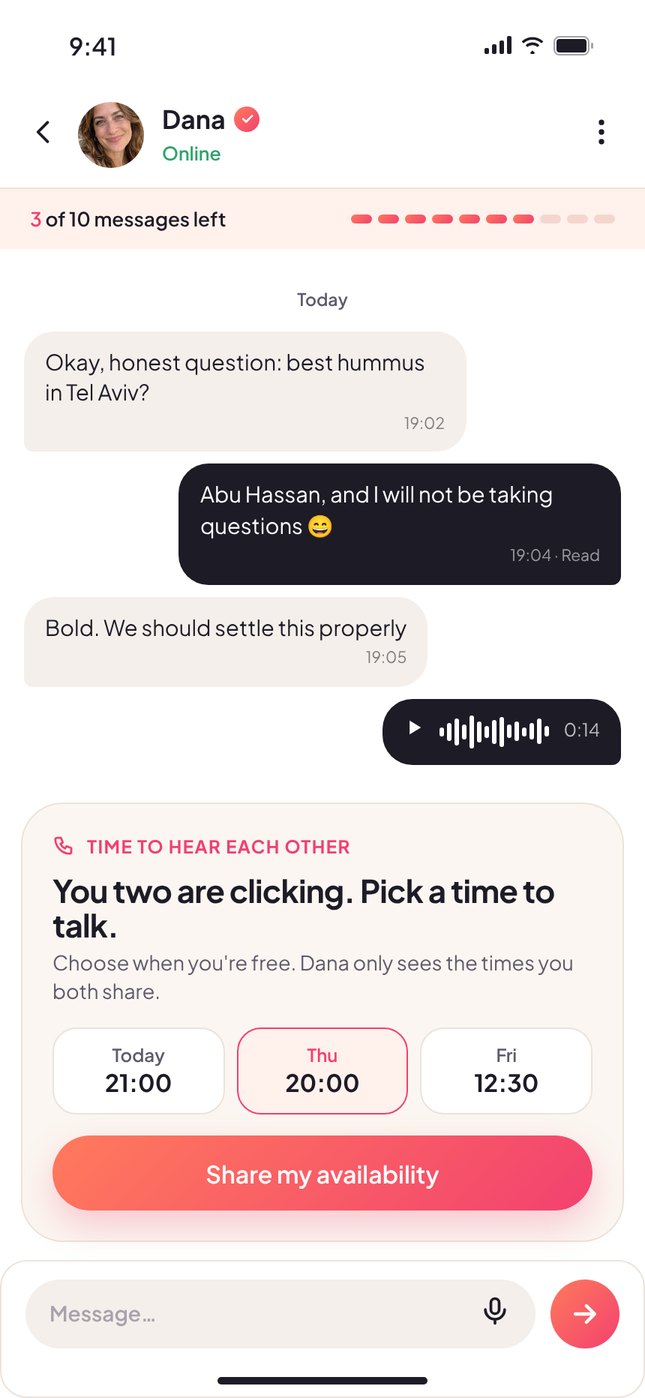 9:41
Dana
Online
3 of 10 messages left
Today
Okay, honest question: best hummus
in Tel Aviv?
19:02
Abu Hassan, and I will not be taking
questions 😄
19:04 · Read
Bold. We should settle this properly
19:05
0:14
TIME TO HEAR EACH OTHER
You two are clicking. Pick a time to
talk.
Choose when you're free. Dana only sees the times you
both share.
Today Thu Fri
21:00 20:00 12:30
Share my availability
Message...